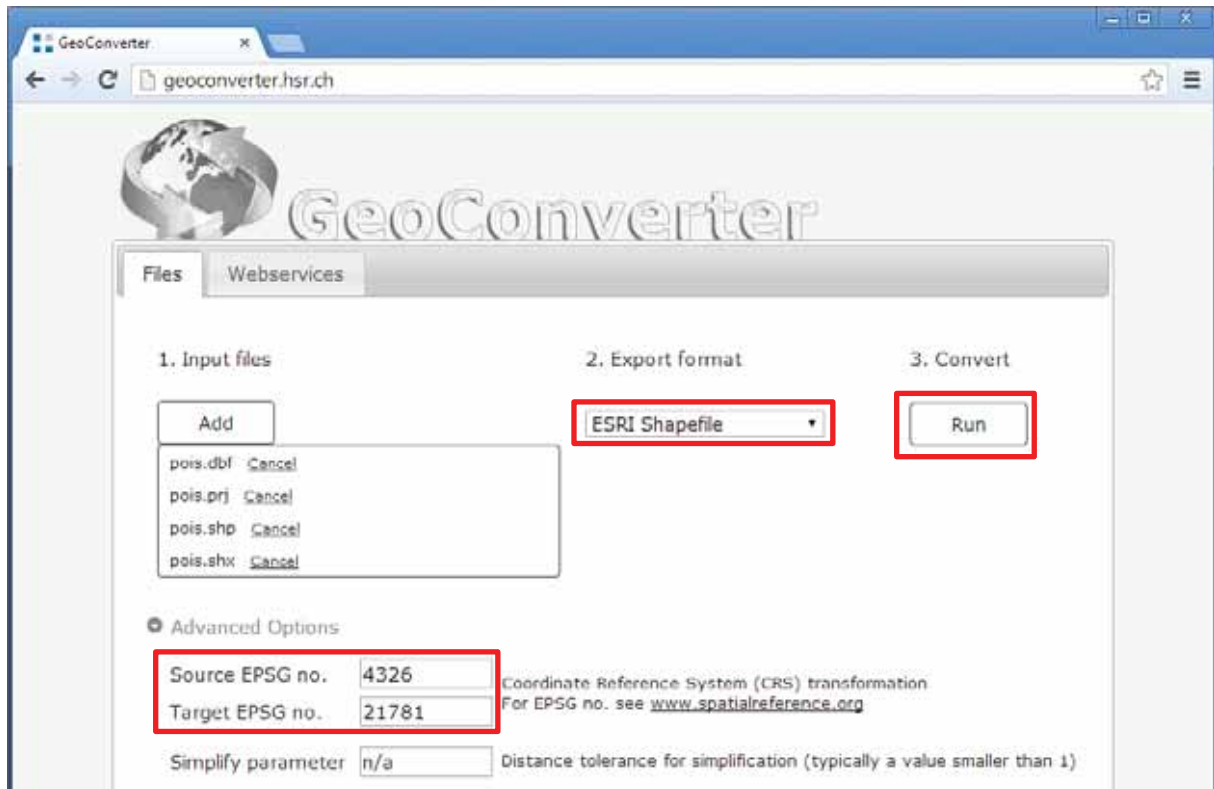 GeoConverter
geoconverter.hsr.ch
GeoConverter
Files Webservices
1. Input files 2. Export format 3. Convert
Add ESRI Shapefile Run
pois.dbf Cancel
pois.prj Cancel
pois.shp Cancel
pois.shx Cancel
Advanced Options
Source EPSG no. 4326
Target EPSG no. 21781
Coordinate Reference System (CRS) transformation
For EPSG no. see www.spatialreference.org
Simplify parameter n/a Distance tolerance for simplification (typically a value smaller than 1)